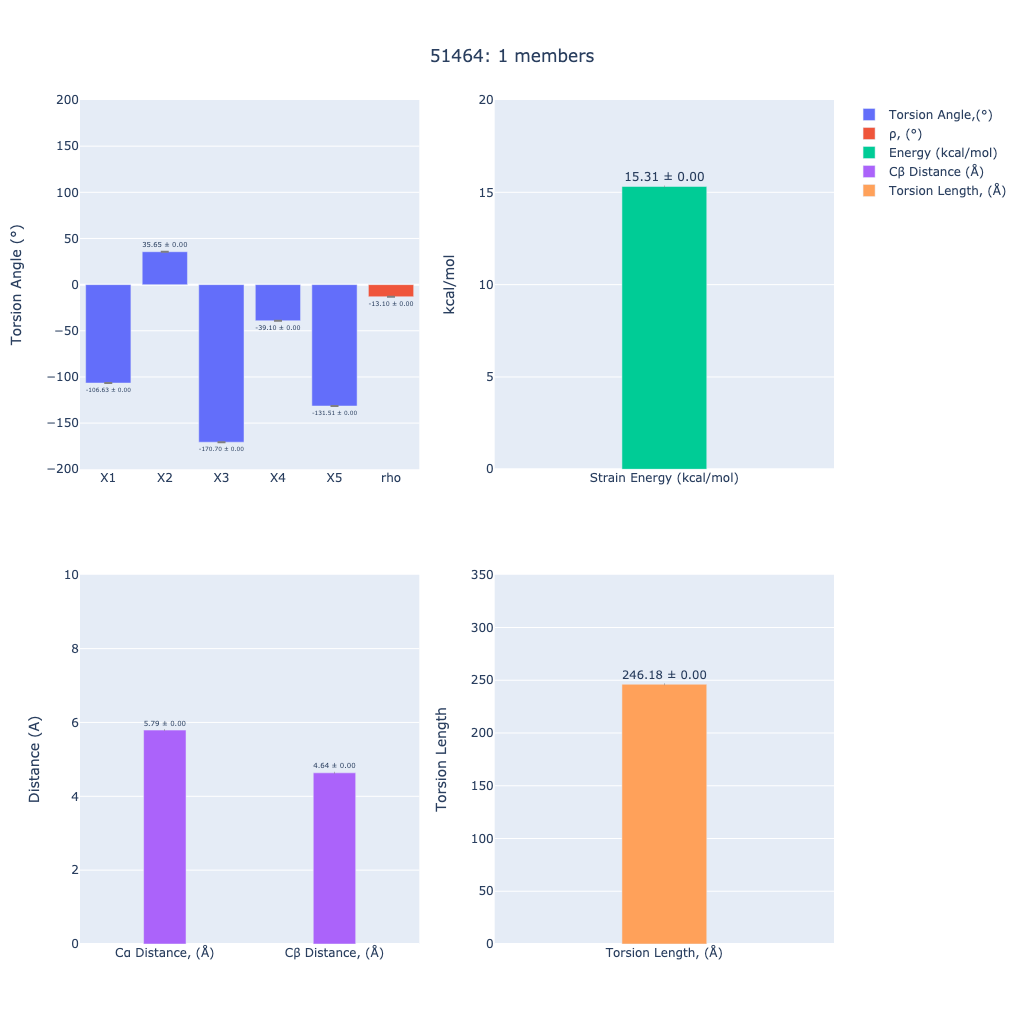 51464: 1 members
Torsion Angle (°)
200
150
100
50
0
−50
−100
−150
−200
-106.63 ± 0.00
35.65 ± 0.00
-170.70 ± 0.00
-39.10 ± 0.00
-131.51 ± 0.00
-13.10 ± 0.00
X1 X2 X3 X4 X5 rho
kcal/mol
20
15
10
5
0
15.31 ± 0.00
Strain Energy (kcal/mol)
Torsion Angle,(°)
ρ, (°)
Energy (kcal/mol)
Cβ Distance (Å)
Torsion Length, (Å)
Distance (A)
10
8
6
4
2
0
5.79 ± 0.00
4.64 ± 0.00
Cα Distance, (Å) Cβ Distance, (Å)
Torsion Length
350
300
250
200
150
100
50
0
246.18 ± 0.00
Torsion Length, (Å)